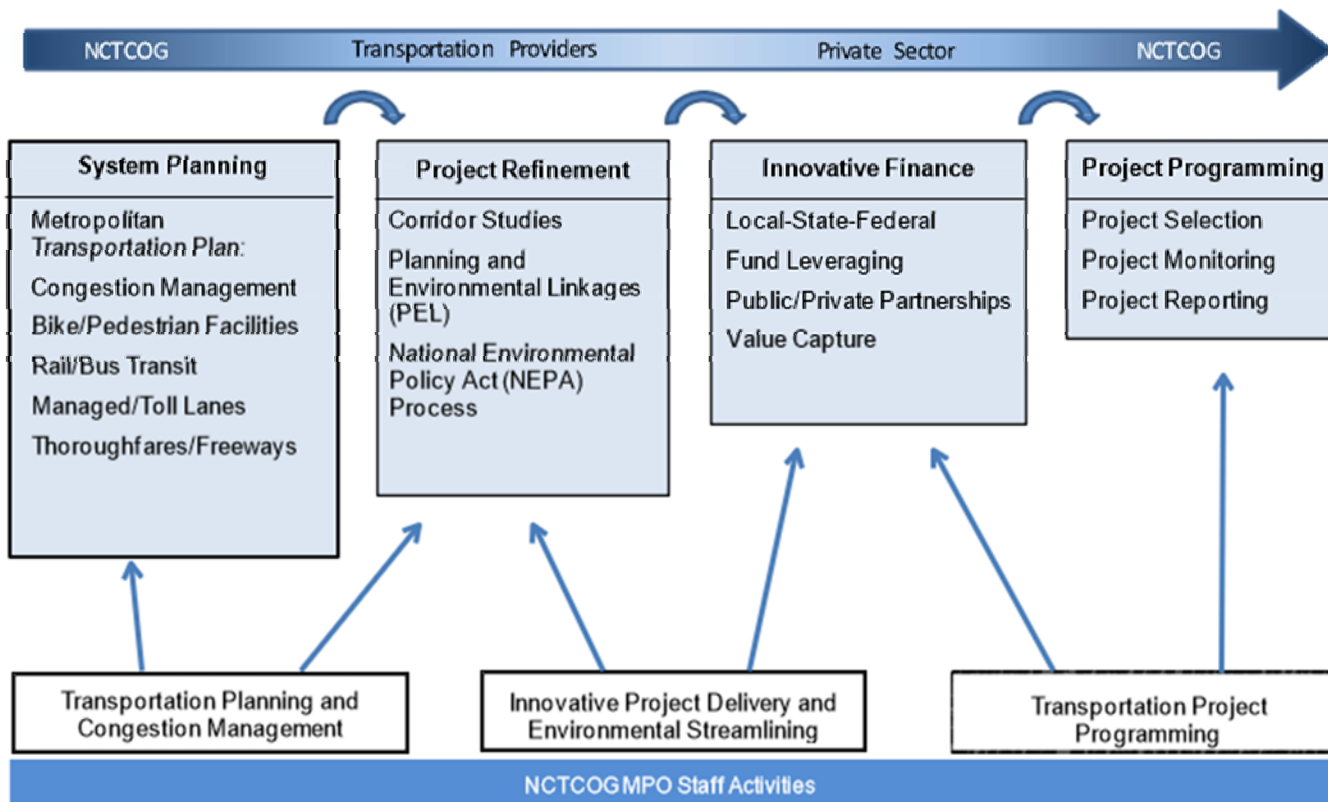 NCTCOG
Transportation Providers
Private Sector
NCTCOG
System Planning
Metropolitan
Transportation Plan:
Congestion Management
Bike/Pedestrian Facilities
Rail/Bus Transit
Managed/Toll Lanes
Thoroughfares/Freeways
Project Refinement
Corridor Studies
Planning and
Environmental Linkages
(PEL)
National Environmental
Policy Act (NEPA)
Process
Innovative Finance
Local-State-Federal
Fund Leveraging
Public/Private Partnerships
Value Capture
Project Programming
Project Selection
Project Monitoring
Project Reporting
Transportation Planning and
Congestion Management
Innovative Project Delivery and
Environmental Streamlining
Transportation Project
Programming
NCTCOG MPO Staff Activities